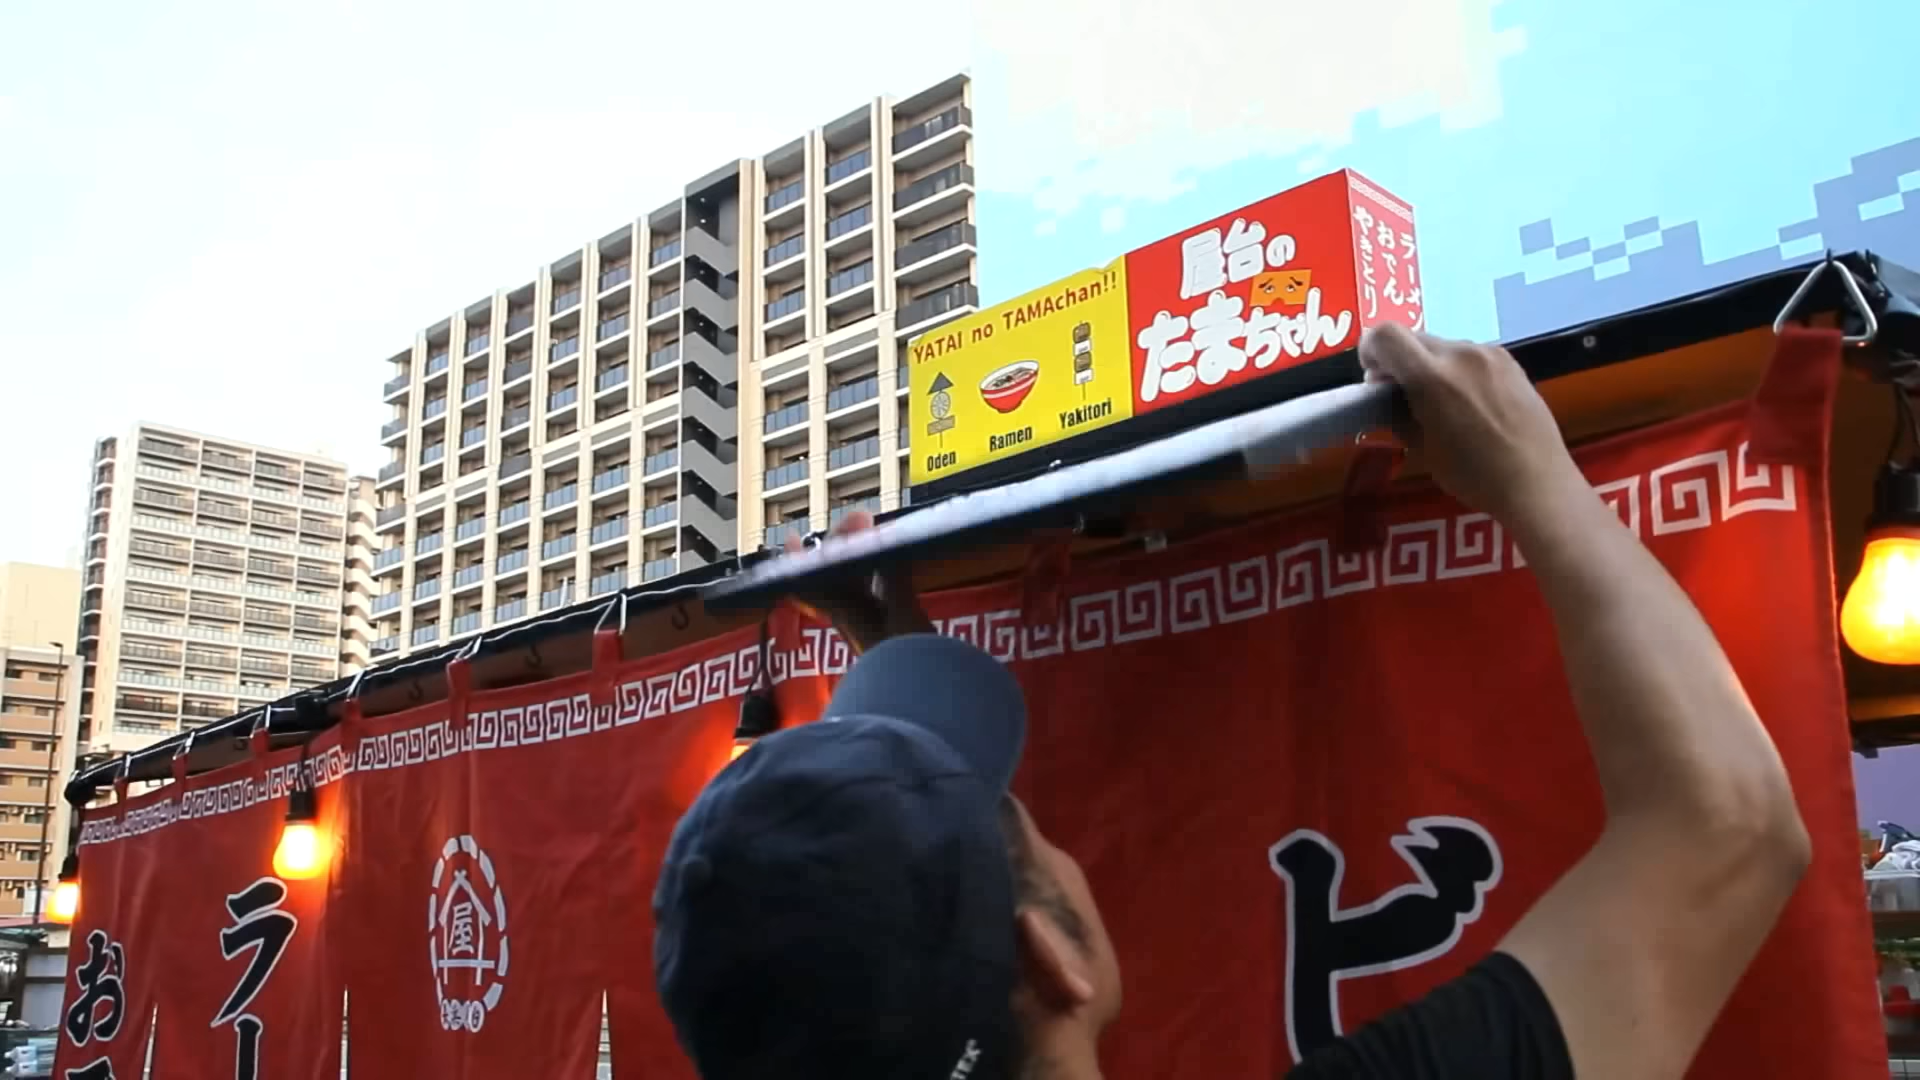 YATAI no TAMAchan!!
Oden
Ramen
Yakitori
屋台の
たまちゃん
ラーメン
おでん
やきとり
お
ラー
屋
ビ